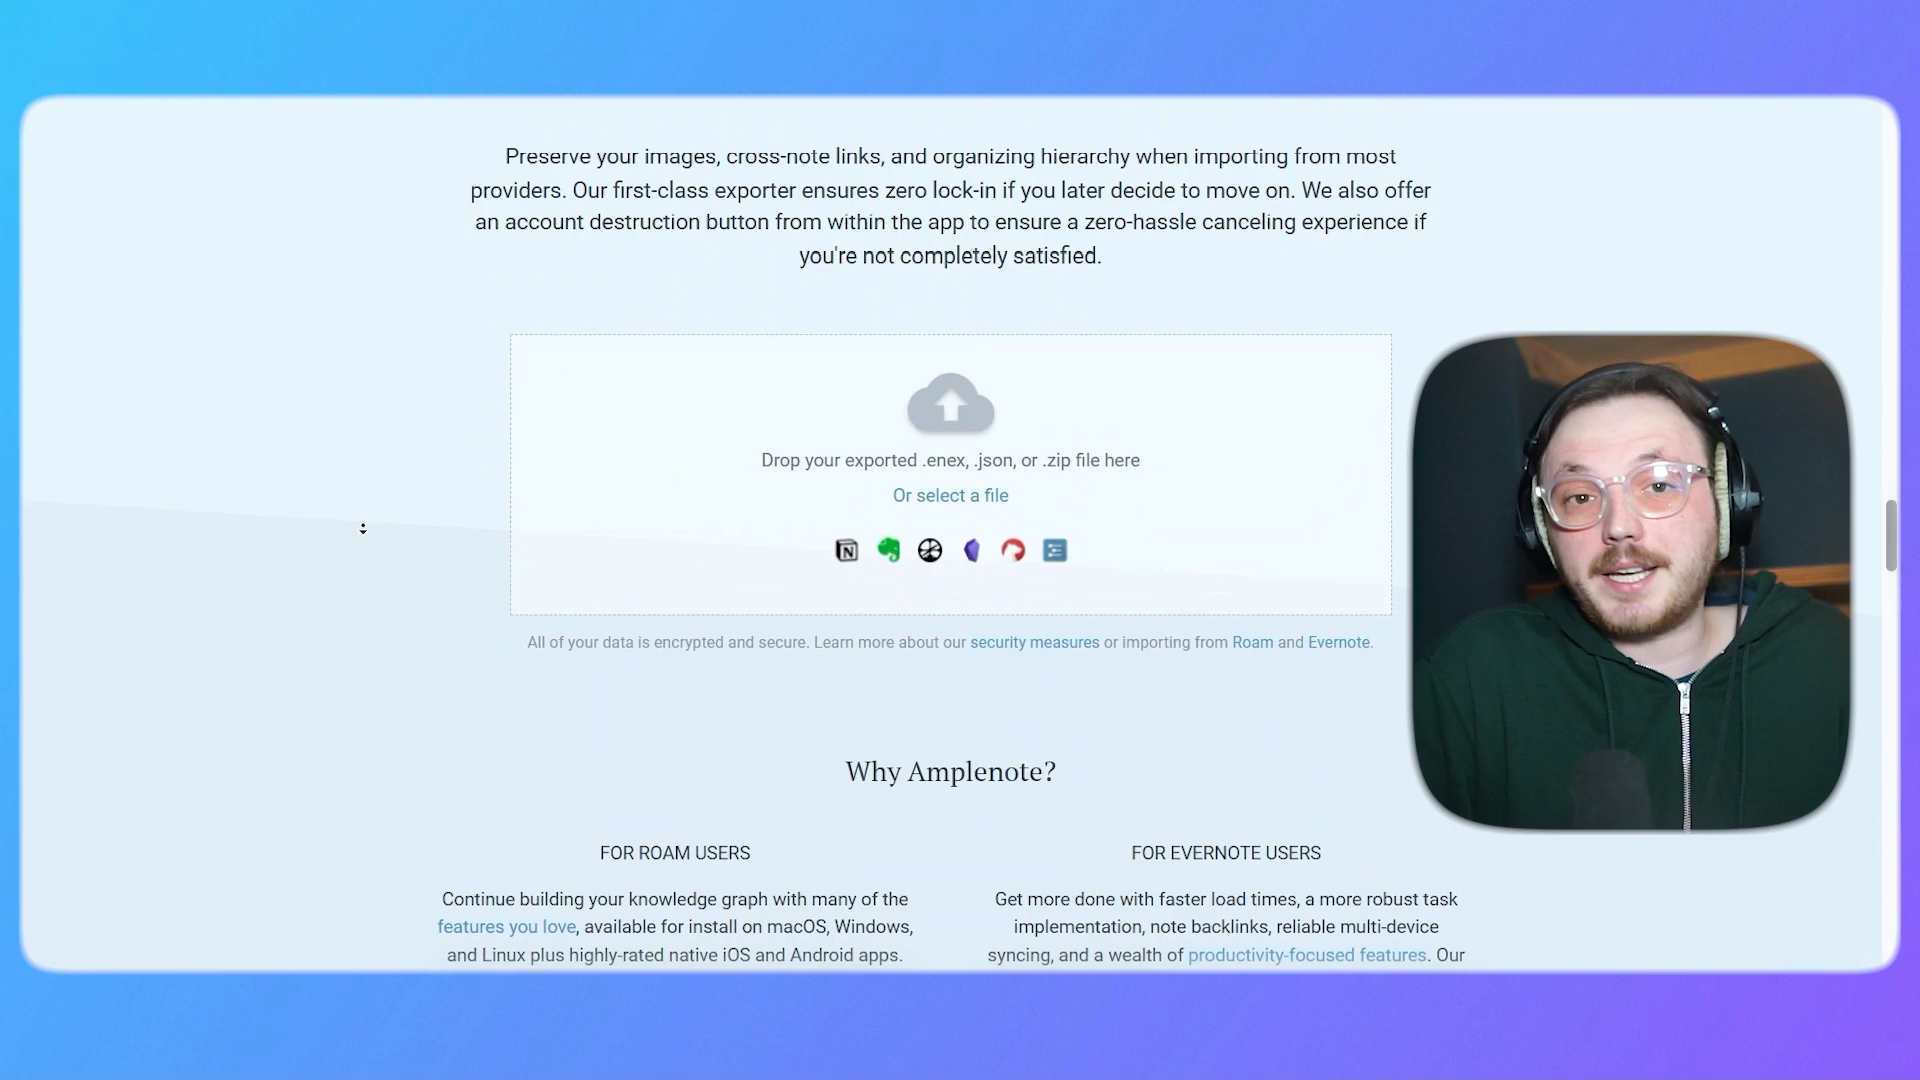 Preserve your images, cross-note links, and organizing hierarchy when importing from most
providers. Our first-class exporter ensures zero lock-in if you later decide to move on. We also offer
an account destruction button from within the app to ensure a zero-hassle canceling experience if
you're not completely satisfied.
Drop your exported .enex, .json, or .zip file here
Or select a file
N
All of your data is encrypted and secure. Learn more about our security measures or importing from Roam and Evernote.
Why Amplenote?
FOR ROAM USERS
Continue building your knowledge graph with many of the
features you love, available for install on macOS, Windows,
and Linux plus highly-rated native iOS and Android apps.
FOR EVERNOTE USERS
Get more done with faster load times, a more robust task
implementation, note backlinks, reliable multi-device
syncing, and a wealth of productivity-focused features. Our